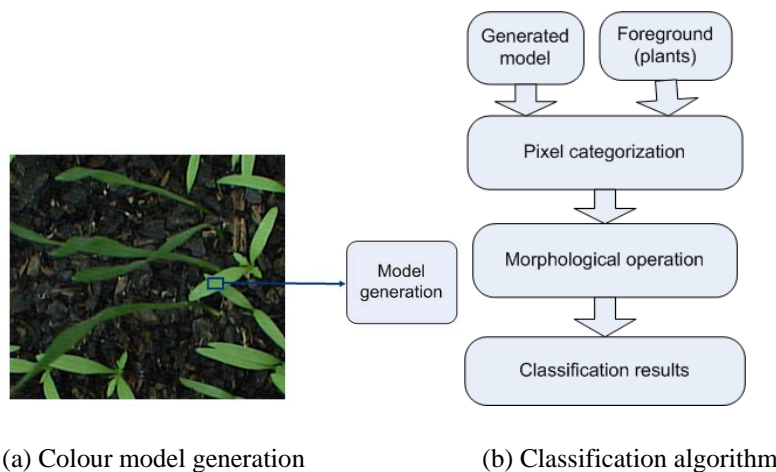 Generated
model
Foreground
(plants)
Pixel categorization
Morphological operation
Classification results
Model
generation
(a) Colour model generation
(b) Classification algorithm